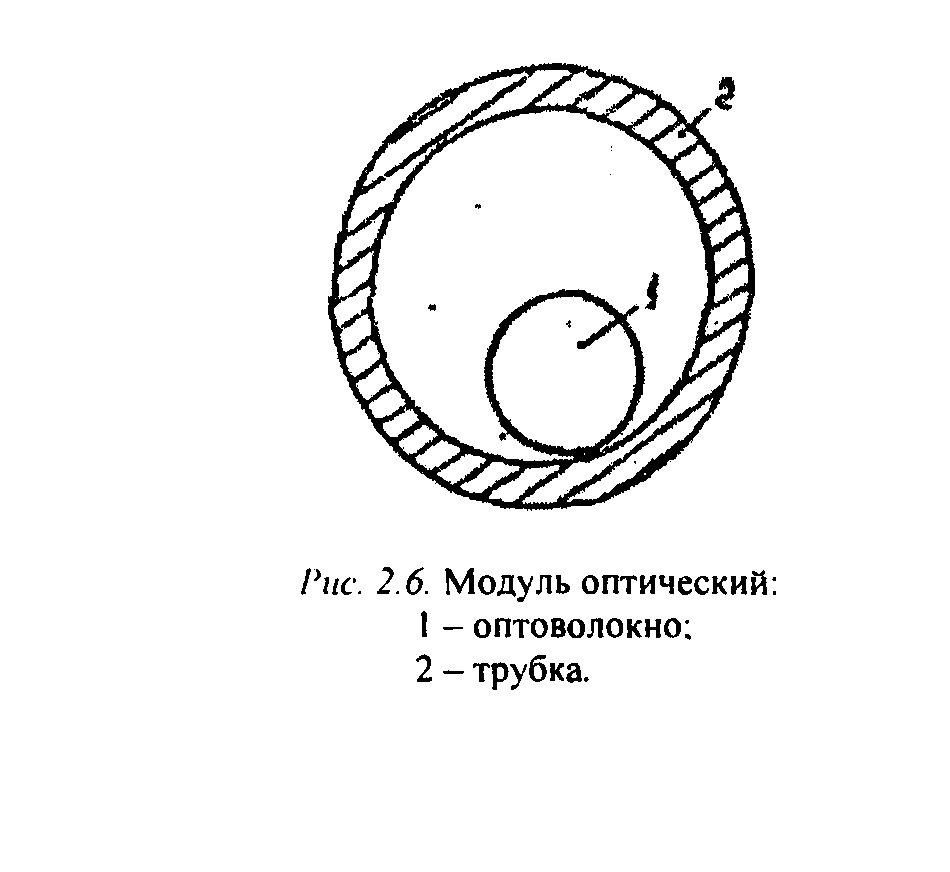 2
1
Рис. 2.6. Модуль оптический:
1 – оптоволокно;
2 – трубка.